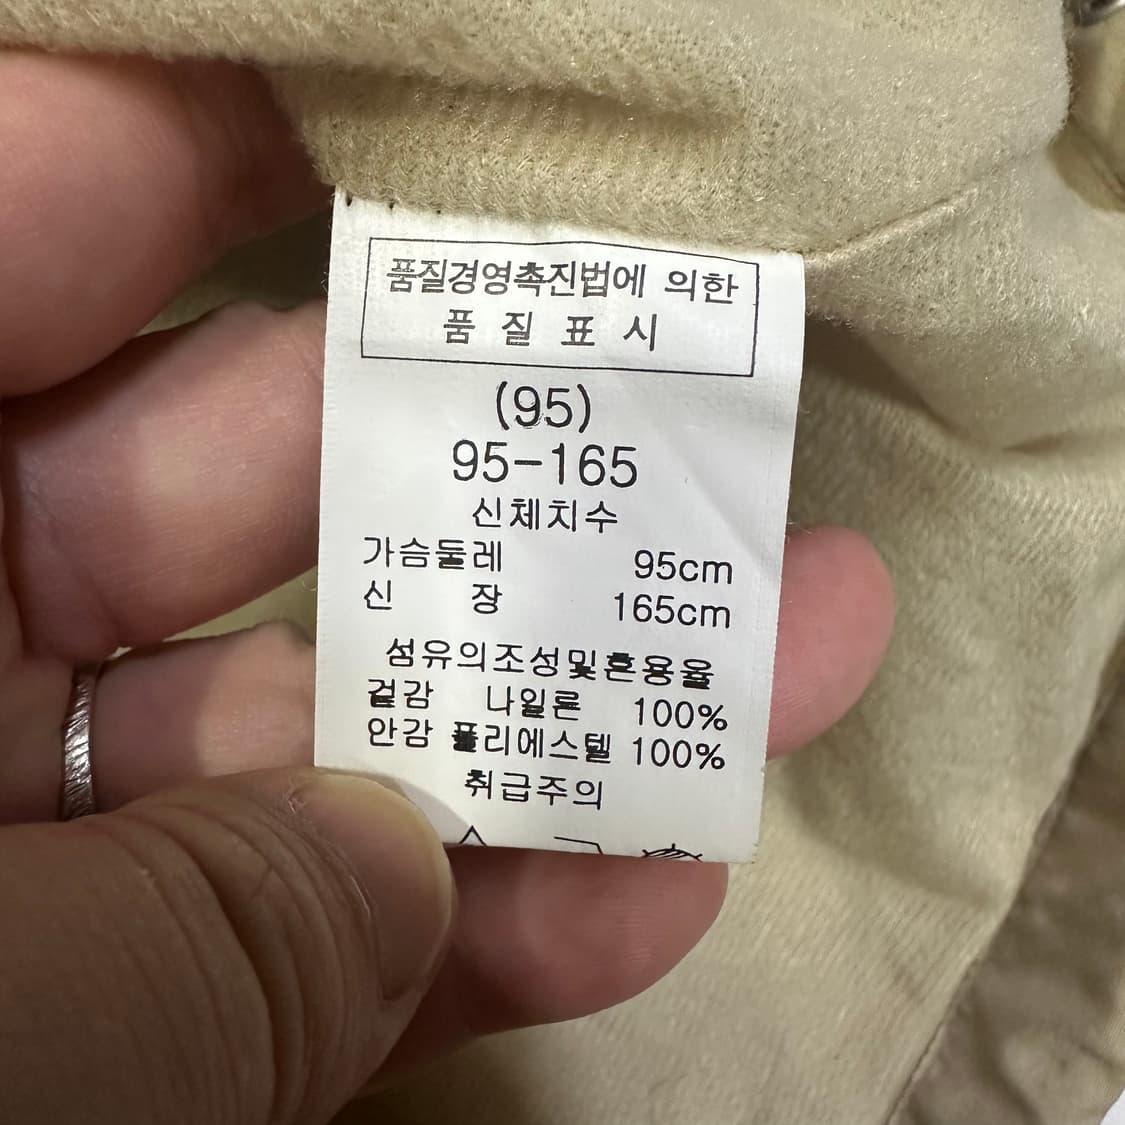 품질경영촉진법에 의한
품 질 표 시
(95)
95-165
신체치수
가슴둘레 95cm
신 장 165cm
섬유의조성및혼용율
겉감 나일론 100%
안감 폴리에스텔 100%
취급주의